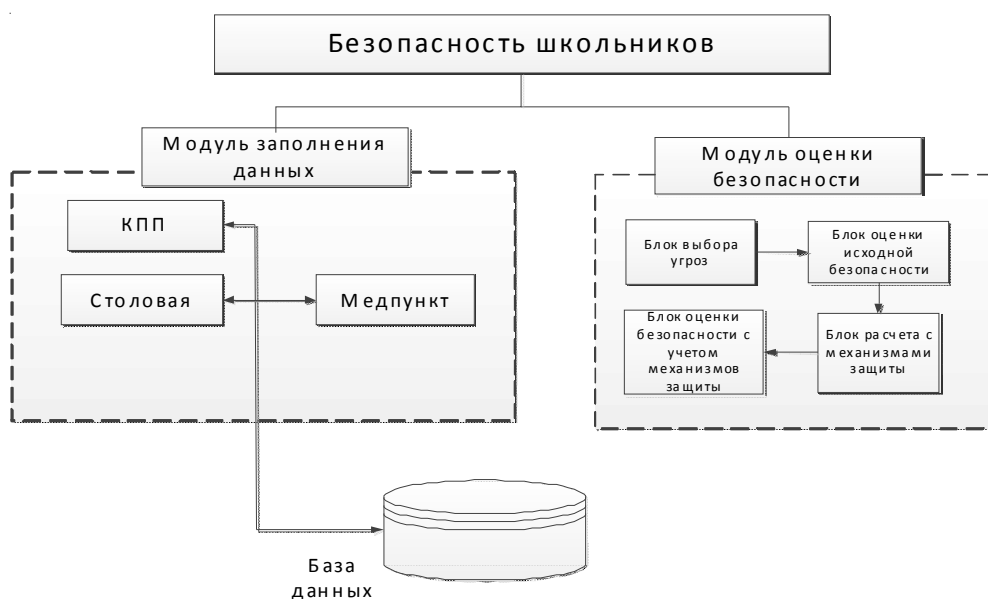 Безопасность школьников
Модуль заполнения
данных
Модуль оценки
безопасности
КПП
Столовая
Медпункт
Блок выбора
угроз
Блок оценки
исходной
безопасности
Блок оценки
безопасности с
учетом
механизмов
защиты
Блок расчета с
механизмами
защиты
База
данных